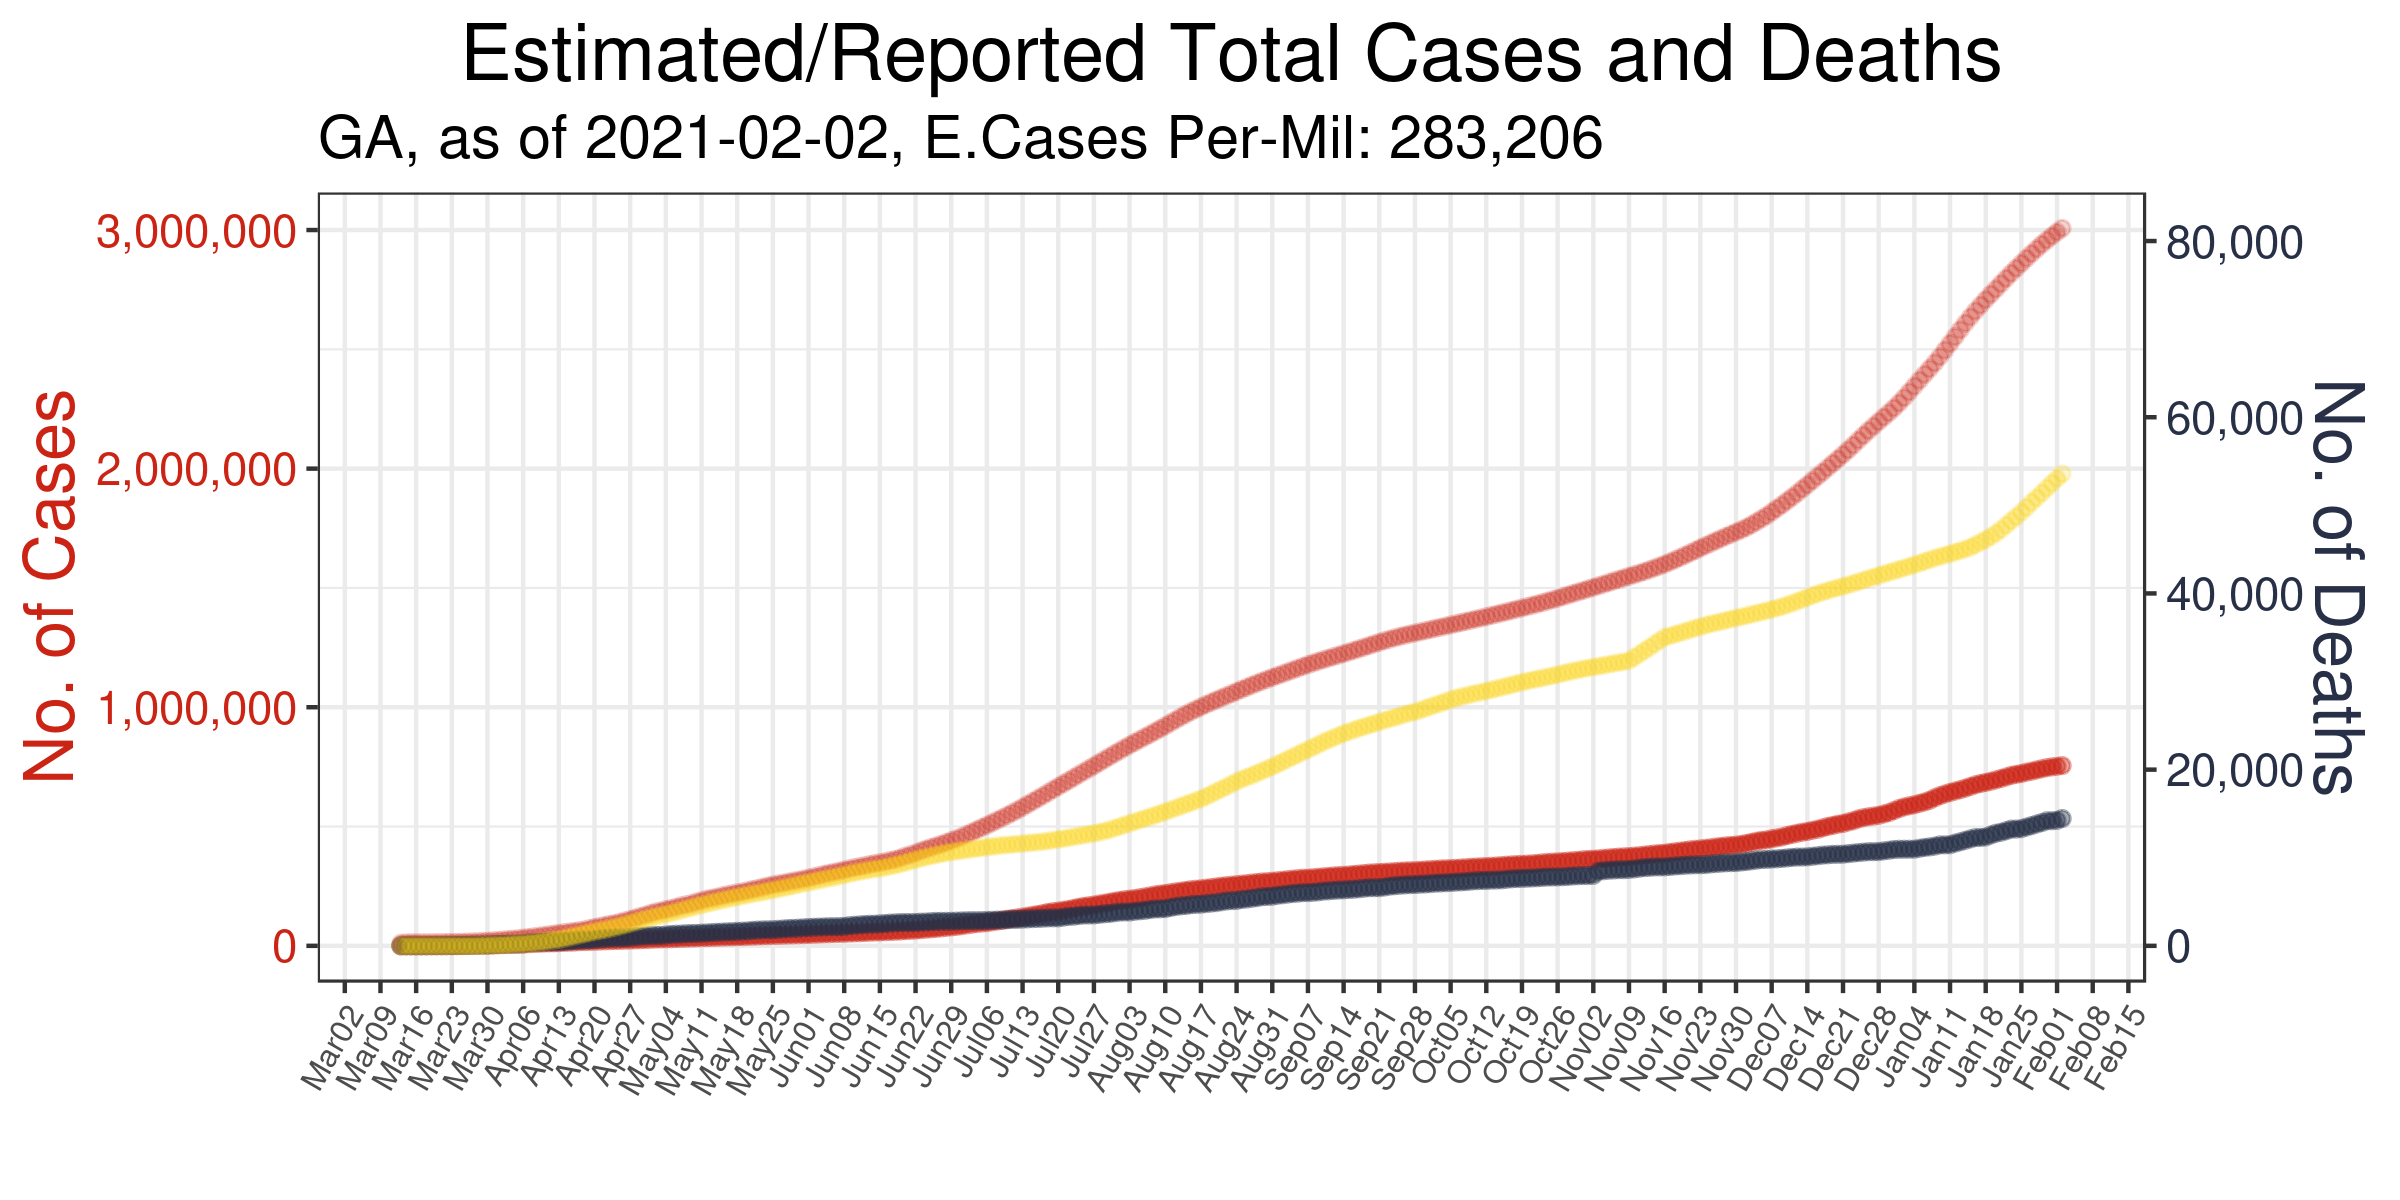 Estimated/Reported Total Cases and Deaths
GA, as of 2021-02-02, E.Cases Per-Mil: 283,206
No. of Cases
3,000,000
2,000,000
1,000,000
0
80,000
60,000
40,000
20,000
0
No. of Deaths
Mar02
Mar09
Mar16
Mar23
Mar30
Apr06
Apr13
Apr20
Apr27
May04
May11
May18
May25
Jun01
Jun08
Jun15
Jun22
Jun29
Jul06
Jul13
Jul20
Jul27
Aug03
Aug10
Aug17
Aug24
Aug31
Sep07
Sep14
Sep21
Sep28
Oct05
Oct12
Oct19
Oct26
Nov02
Nov09
Nov16
Nov23
Nov30
Dec07
Dec14
Dec21
Dec28
Jan04
Jan11
Jan18
Jan25
Feb01
Feb08
Feb15